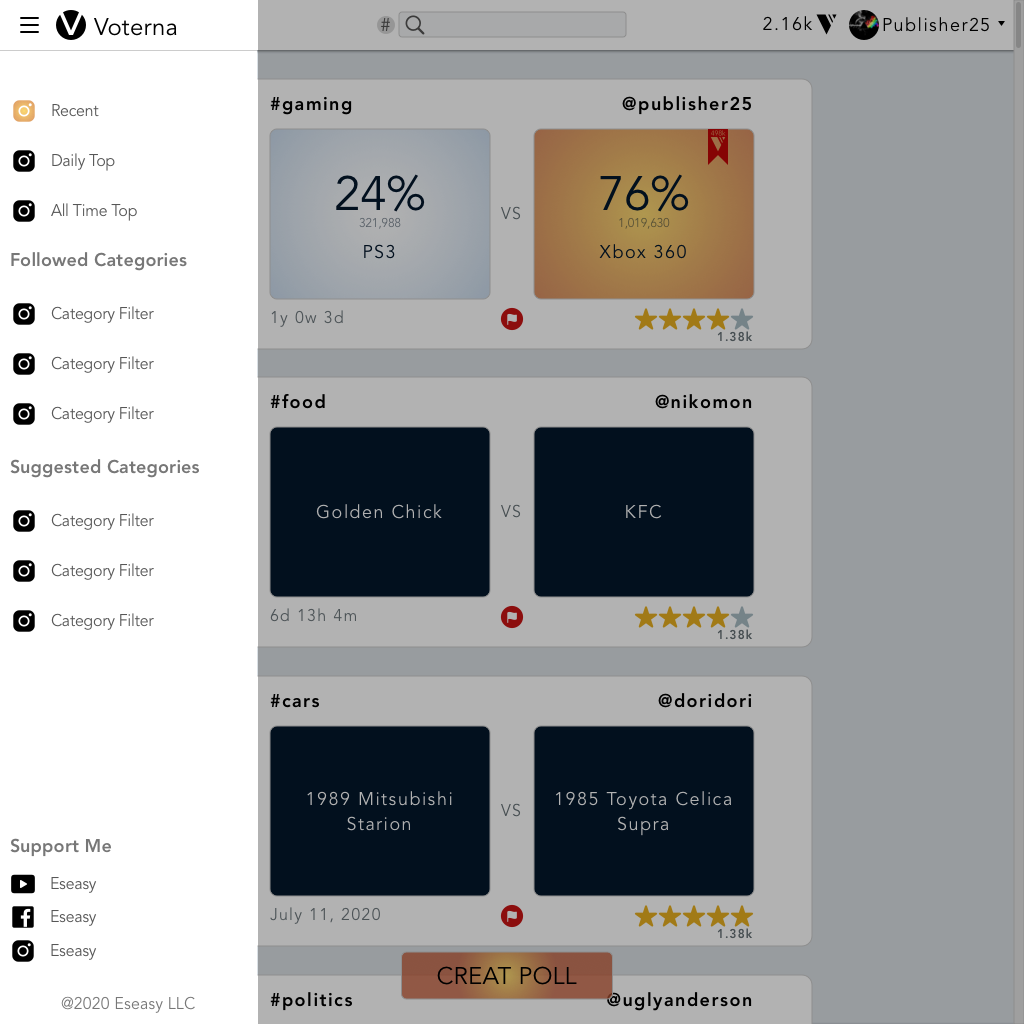 Voterna
#
2.16k
Publisher25
Recent
Daily Top
All Time Top
Followed Categories
Category Filter
Category Filter
Category Filter
Suggested Categories
Category Filter
Category Filter
Category Filter
Support Me
Eseasy
Eseasy
Eseasy
@2020 Eseasy LLC
#gaming
@publisher25
24%
321,988
PS3
VS
76%
1,019,630
Xbox 360
1y 0w 3d
1.38k
#food
@nikomon
Golden Chick
VS
KFC
6d 13h 4m
1.38k
#cars
@doridori
1989 Mitsubishi
Starion
VS
1985 Toyota Celica
Supra
July 11, 2020
1.38k
CREAT POLL
#politics
@uglyanderson